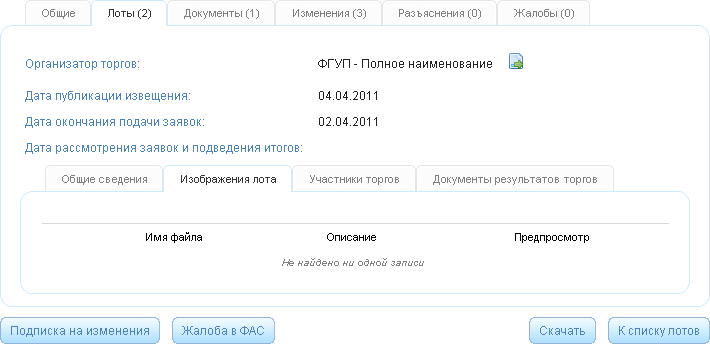 Общие Лоты (2) Документы (1) Изменения (3) Разъяснения (0) Жалобы (0)
Организатор торгов: ФГУП - Полное наименование
Дата публикации извещения: 04.04.2011
Дата окончания подачи заявок: 02.04.2011
Дата рассмотрения заявок и подведения итогов:
Общие сведения Изображения лота Участники торгов Документы результатов торгов
Имя файла Описание Предпросмотр
Не найдено ни одной записи
Подписка на изменения Жалоба в ФАС Скачать К списку лотов